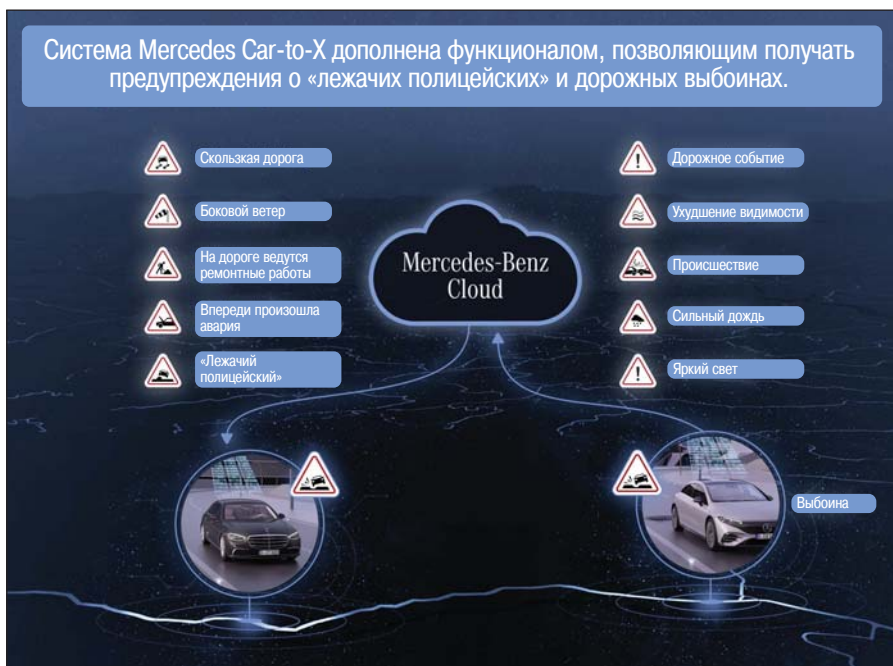 Система Mercedes Car-to-X дополнена функционалом, позволяющим получать
предупреждения о «лежачих полицейских» и дорожных выбоинах.
Скользкая дорога
Боковой ветер
На дороге ведутся
ремонтные работы
Впереди произошла
авария
«Лежачий
полицейский»
Mercedes-Benz
Cloud
Дорожное событие
Ухудшение видимости
Происшествие
Сильный дождь
Яркий свет
Выбоина